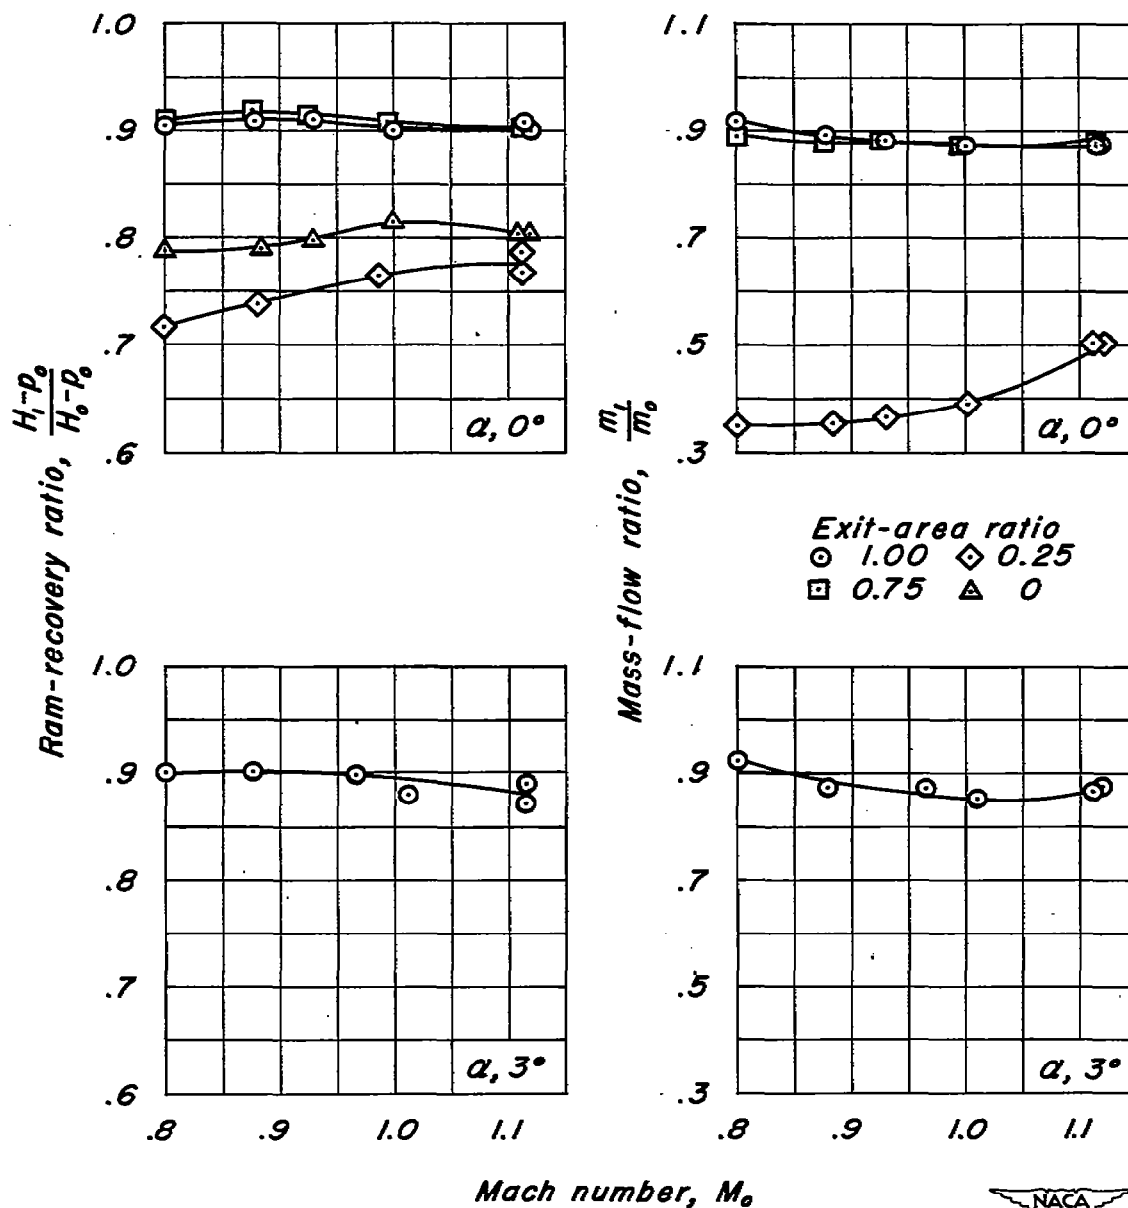 1.0
.9
.8
.7
.6
α, 0°
Ram-recovery ratio, H₁-p₀ / H₀-p₀
1.1
.9
.7
.5
.3
α, 0°
Mass-flow ratio, m₁ / m₀
Exit-area ratio
⊙ 1.00 ◇ 0.25
⊡ 0.75 △ 0
1.0
.9
.8
.7
.6
α, 3°
.8 .9 1.0 1.1
1.1
.9
.7
.5
.3
α, 3°
.8 .9 1.0 1.1
Mach number, M₀
NACA